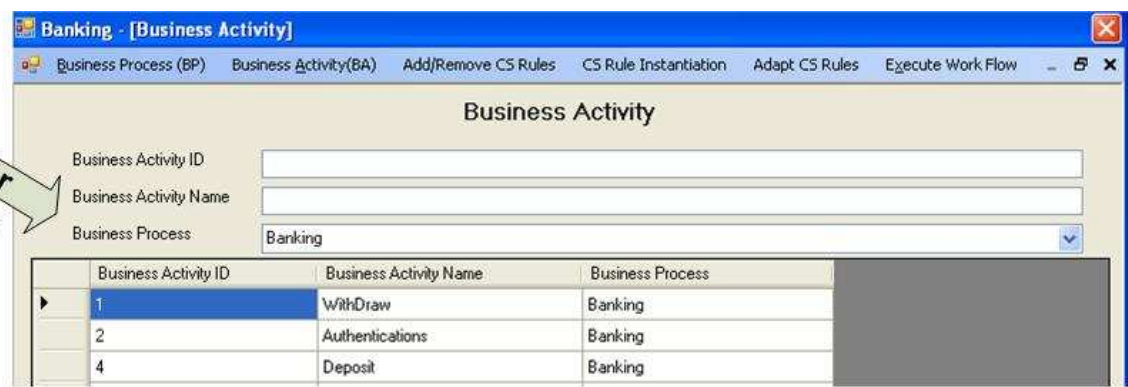 Banking - [Business Activity]
Business Process (BP) Business Activity(BA) Add/Remove CS Rules CS Rule Instantiation Adapt CS Rules Execute Work Flow
Business Activity
Business Activity ID
Business Activity Name
Business Process Banking
Business Activity ID Business Activity Name Business Process
1 WithDraw Banking
2 Authentications Banking
4 Deposit Banking